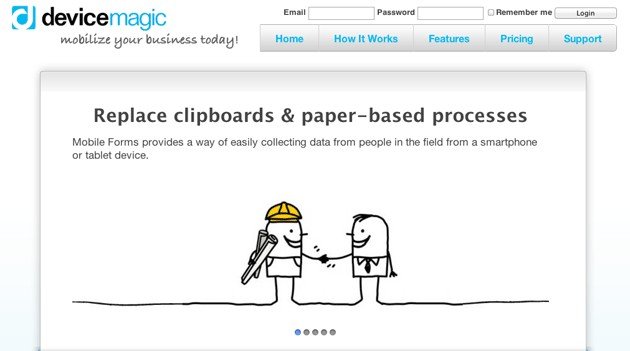 devicemagic
mobilize your business today!
Email Password Remember me Login
Home How It Works Features Pricing Support
Replace clipboards & paper-based processes
Mobile Forms provides a way of easily collecting data from people in the field from a smartphone
or tablet device.